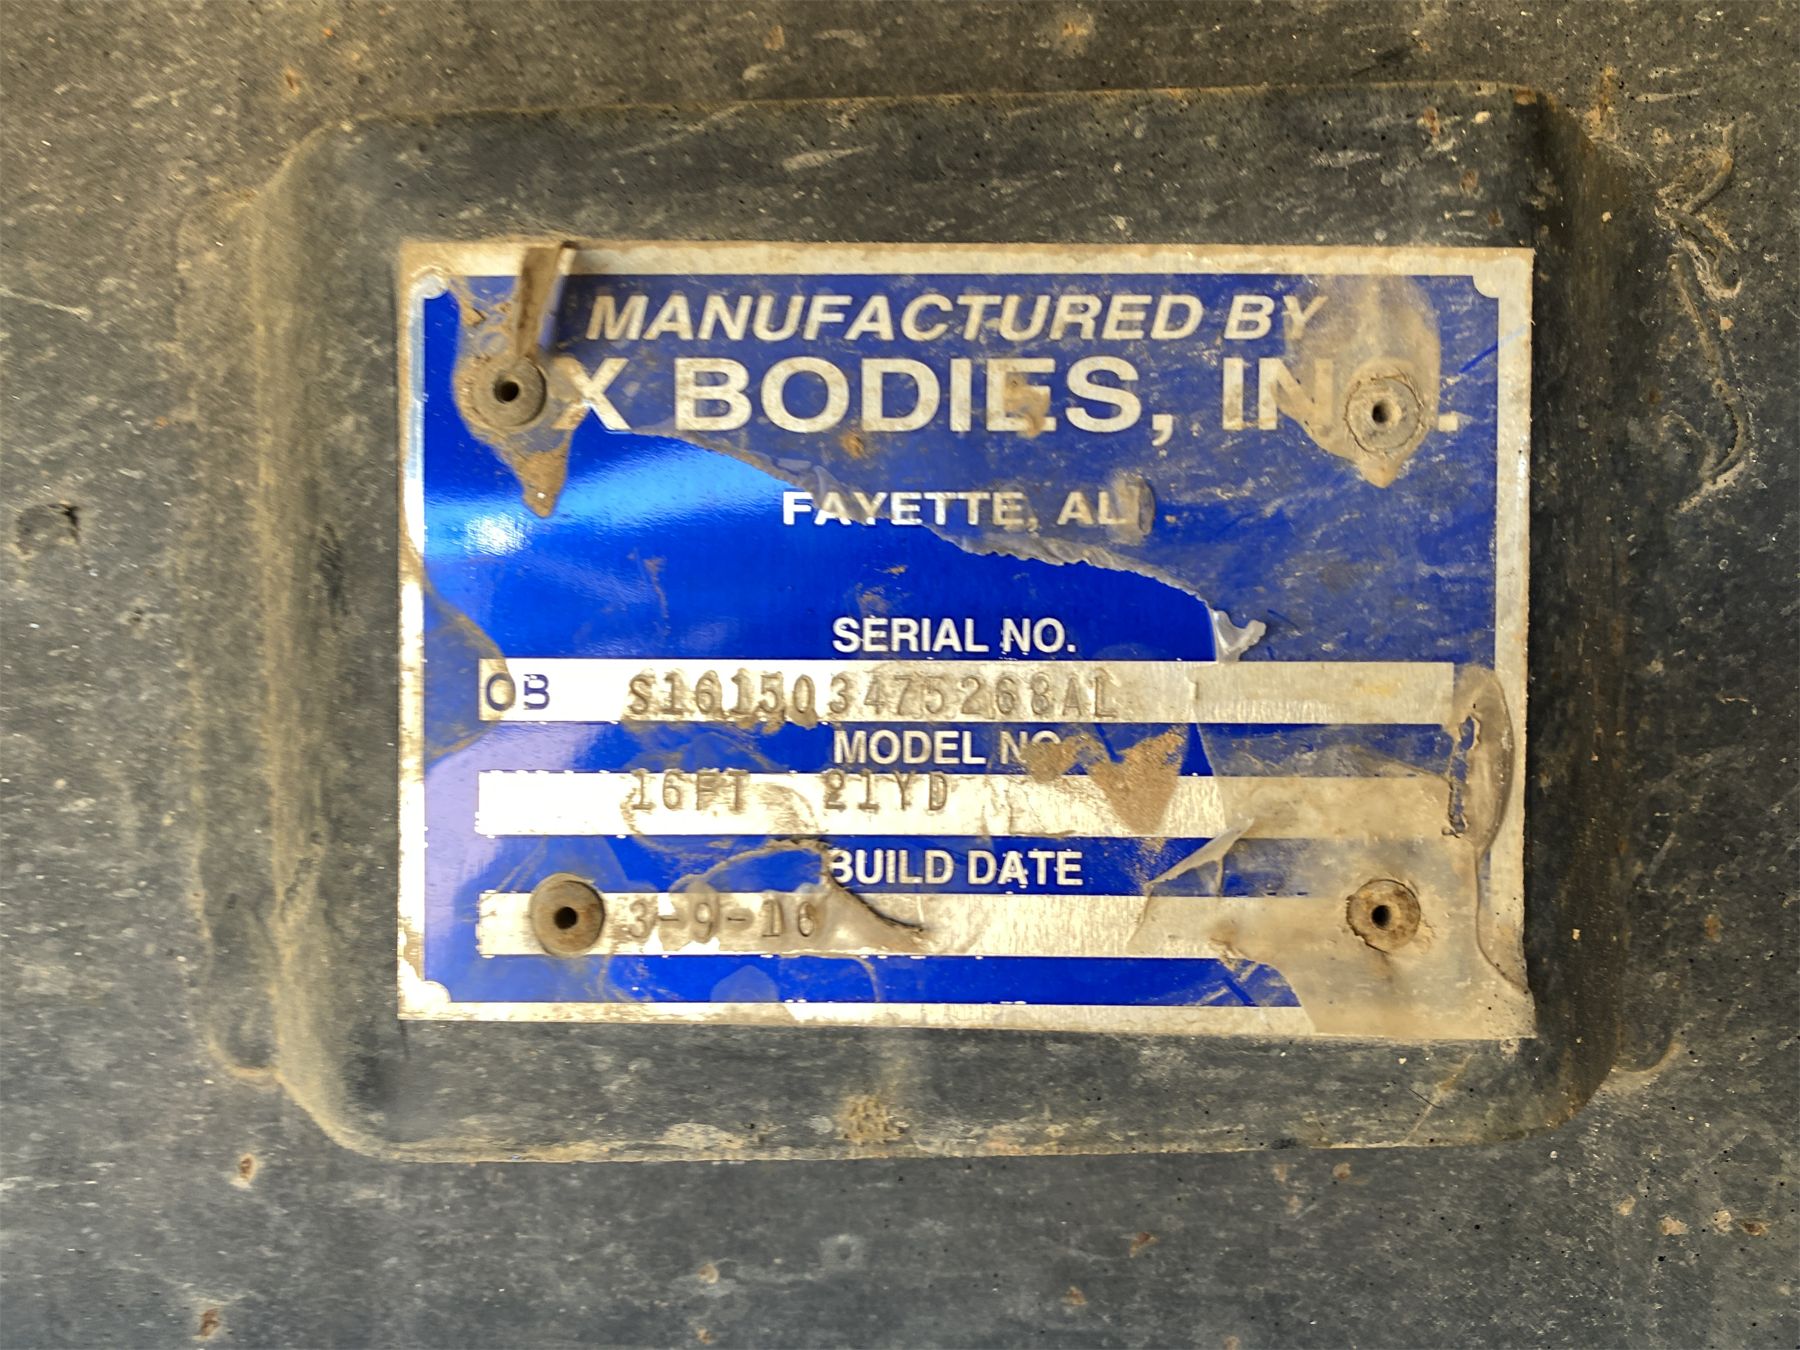 MANUFACTURED BY
X BODIES, IN.
FAYETTE, AL
SERIAL NO.
OB S161503475268AL
MODEL NO
16FT 21YD
BUILD DATE
3-9-16